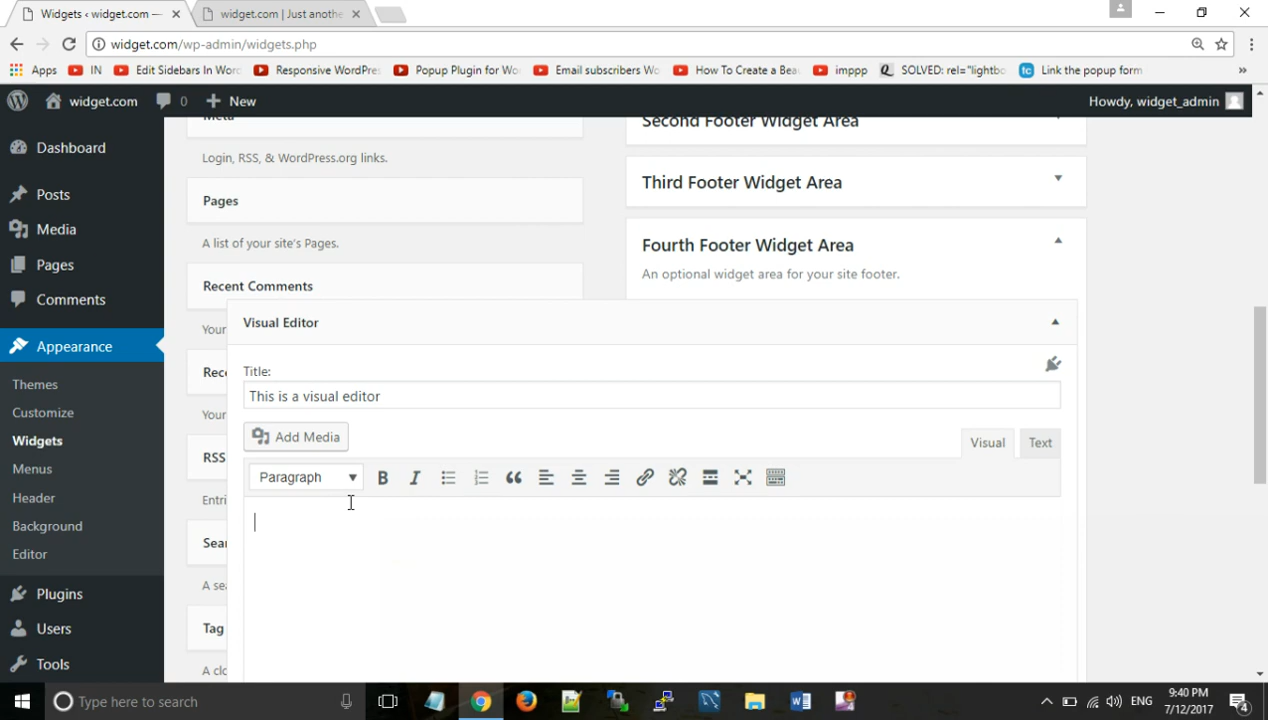 Widgets ‹ widget.com —
widget.com | Just anothe
widget.com/wp-admin/widgets.php
Apps
IN
Edit Sidebars In Wor
Responsive WordPre
Popup Plugin for Wo
Email subscribers Wo
How To Create a Bea
imppp
SOLVED: rel="lightbo
Link the popup form
»
widget.com
0
New
Howdy, widget_admin
Dashboard
Posts
Media
Pages
Comments
Appearance
Themes
Customize
Widgets
Menus
Header
Background
Editor
Plugins
Users
Tools
Meta
Login, RSS, & WordPress.org links.
Pages
A list of your site's Pages.
Recent Comments
Your
Rec
Your
RSS
Entri
Sear
A sea
Tag
A clo
Second Footer Widget Area
Third Footer Widget Area
Fourth Footer Widget Area
An optional widget area for your site footer.
Visual Editor
Title:
This is a visual editor
Add Media
Visual
Text
Paragraph
B
I
Type here to search
ENG
9:40 PM
7/12/2017
4